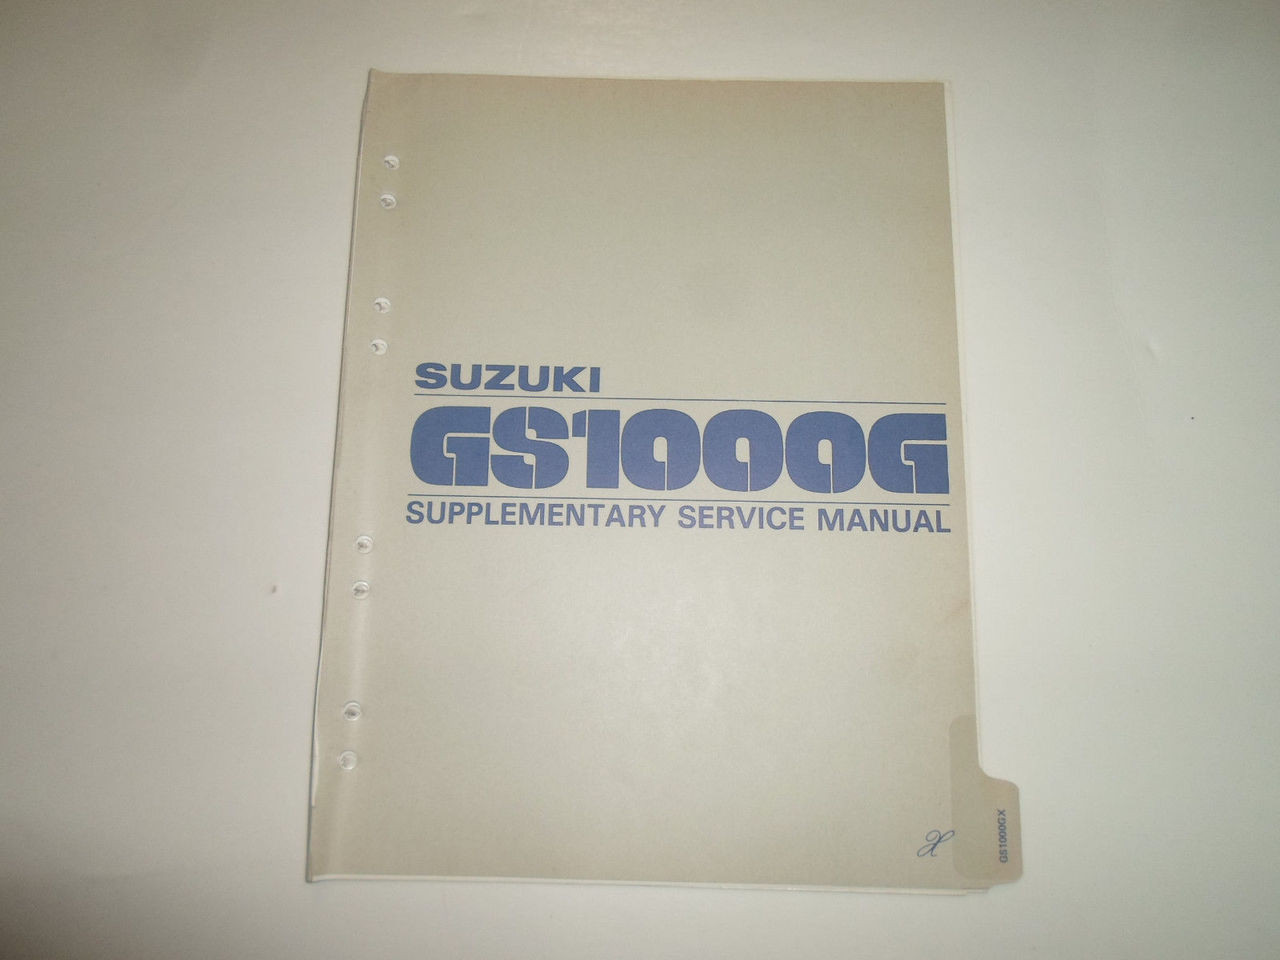 SUZUKI
GS1000G
SUPPLEMENTARY SERVICE MANUAL
X
GS1000GX